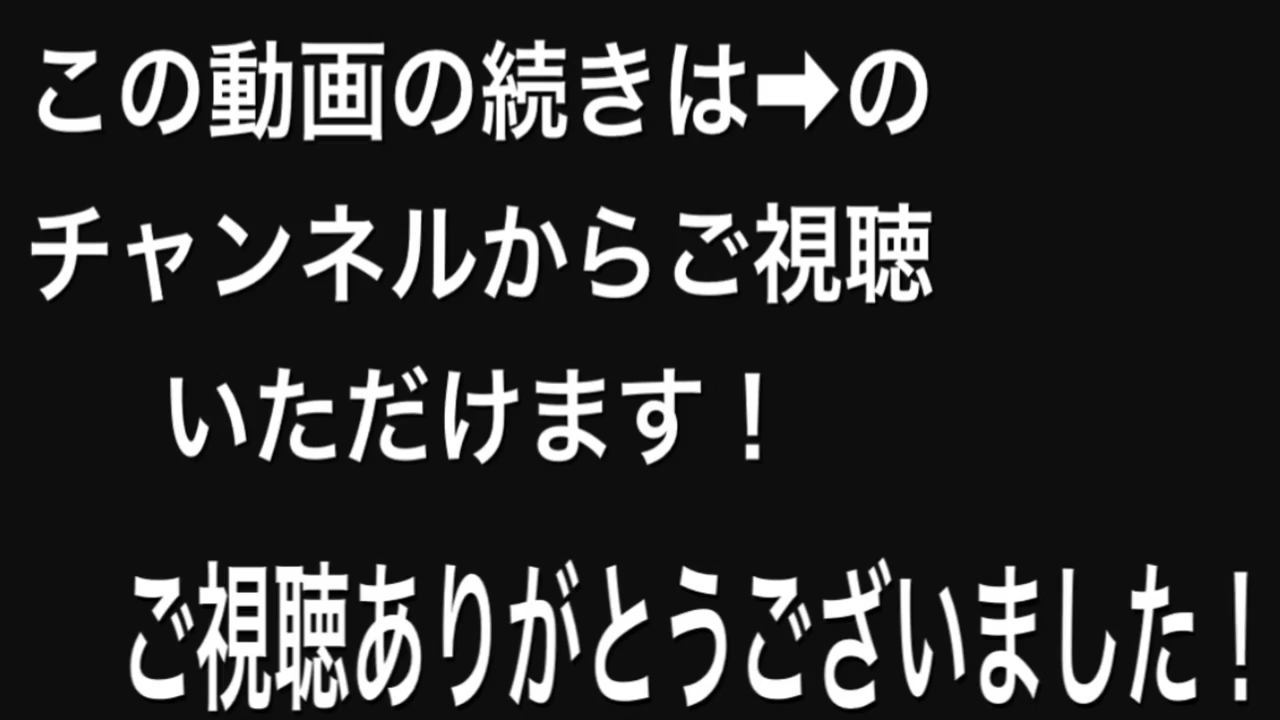 この動画の続きは➡の
チャンネルからご視聴
いただけます！
ご視聴ありがとうございました！